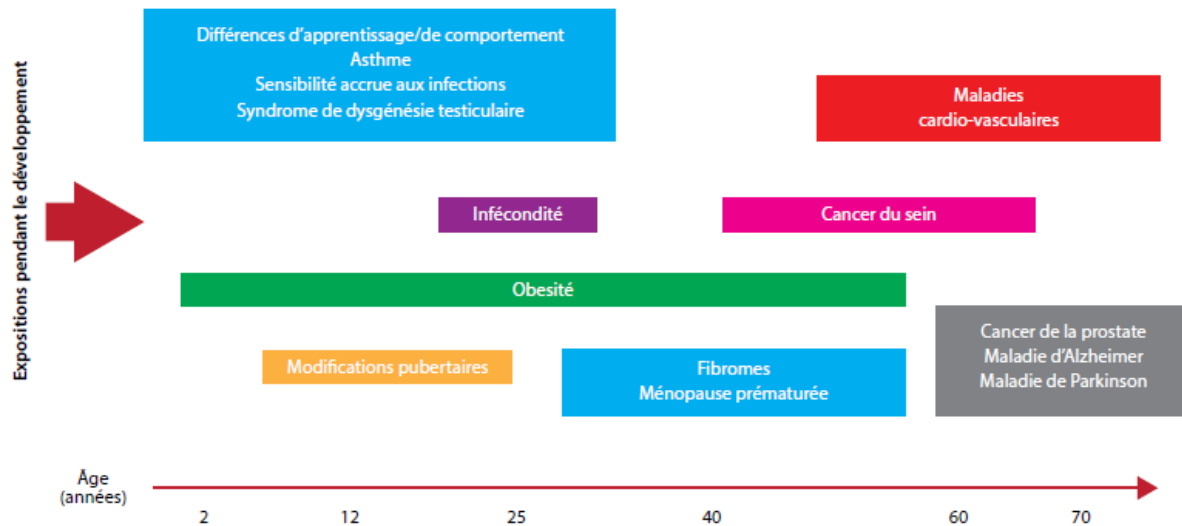 Expositions pendant le développement
Différences d'apprentissage/de comportement
Asthme
Sensibilité accrue aux infections
Syndrome de dysgénésie testiculaire
Maladies
cardio-vasculaires
Infécondité
Cancer du sein
Obesité
Modifications pubertaires
Fibromes
Ménopause prématurée
Cancer de la prostate
Maladie d'Alzheimer
Maladie de Parkinson
Âge
(années)
2 12 25 40 60 70